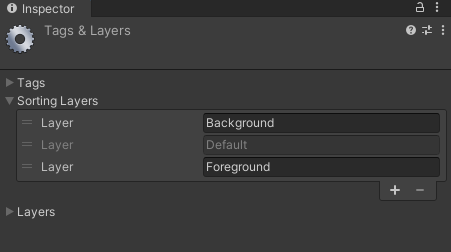 Inspector
Tags & Layers
Tags
Sorting Layers
Layer Background
Layer Default
Layer Foreground
Layers